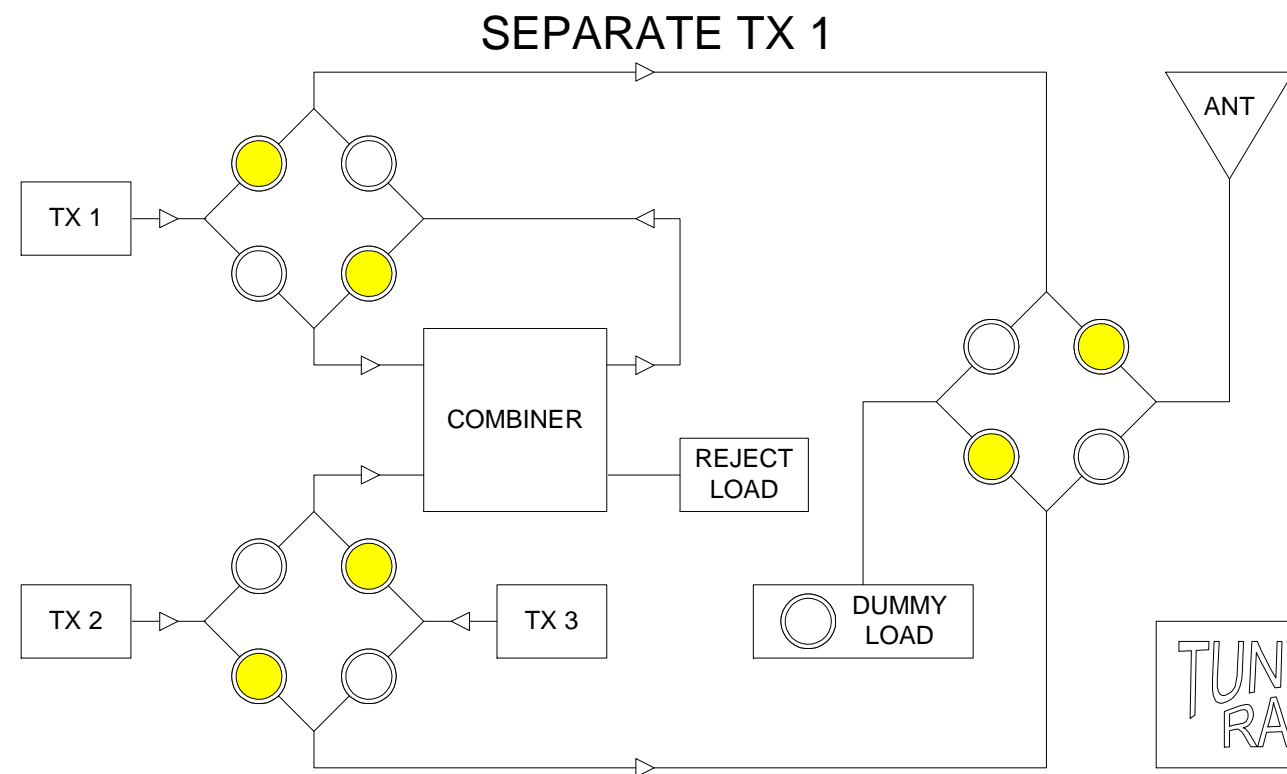 SEPARATE TX 1
ANT
TX 1
COMBINER
REJECT
LOAD
TX 2
TX 3
DUMMY
LOAD